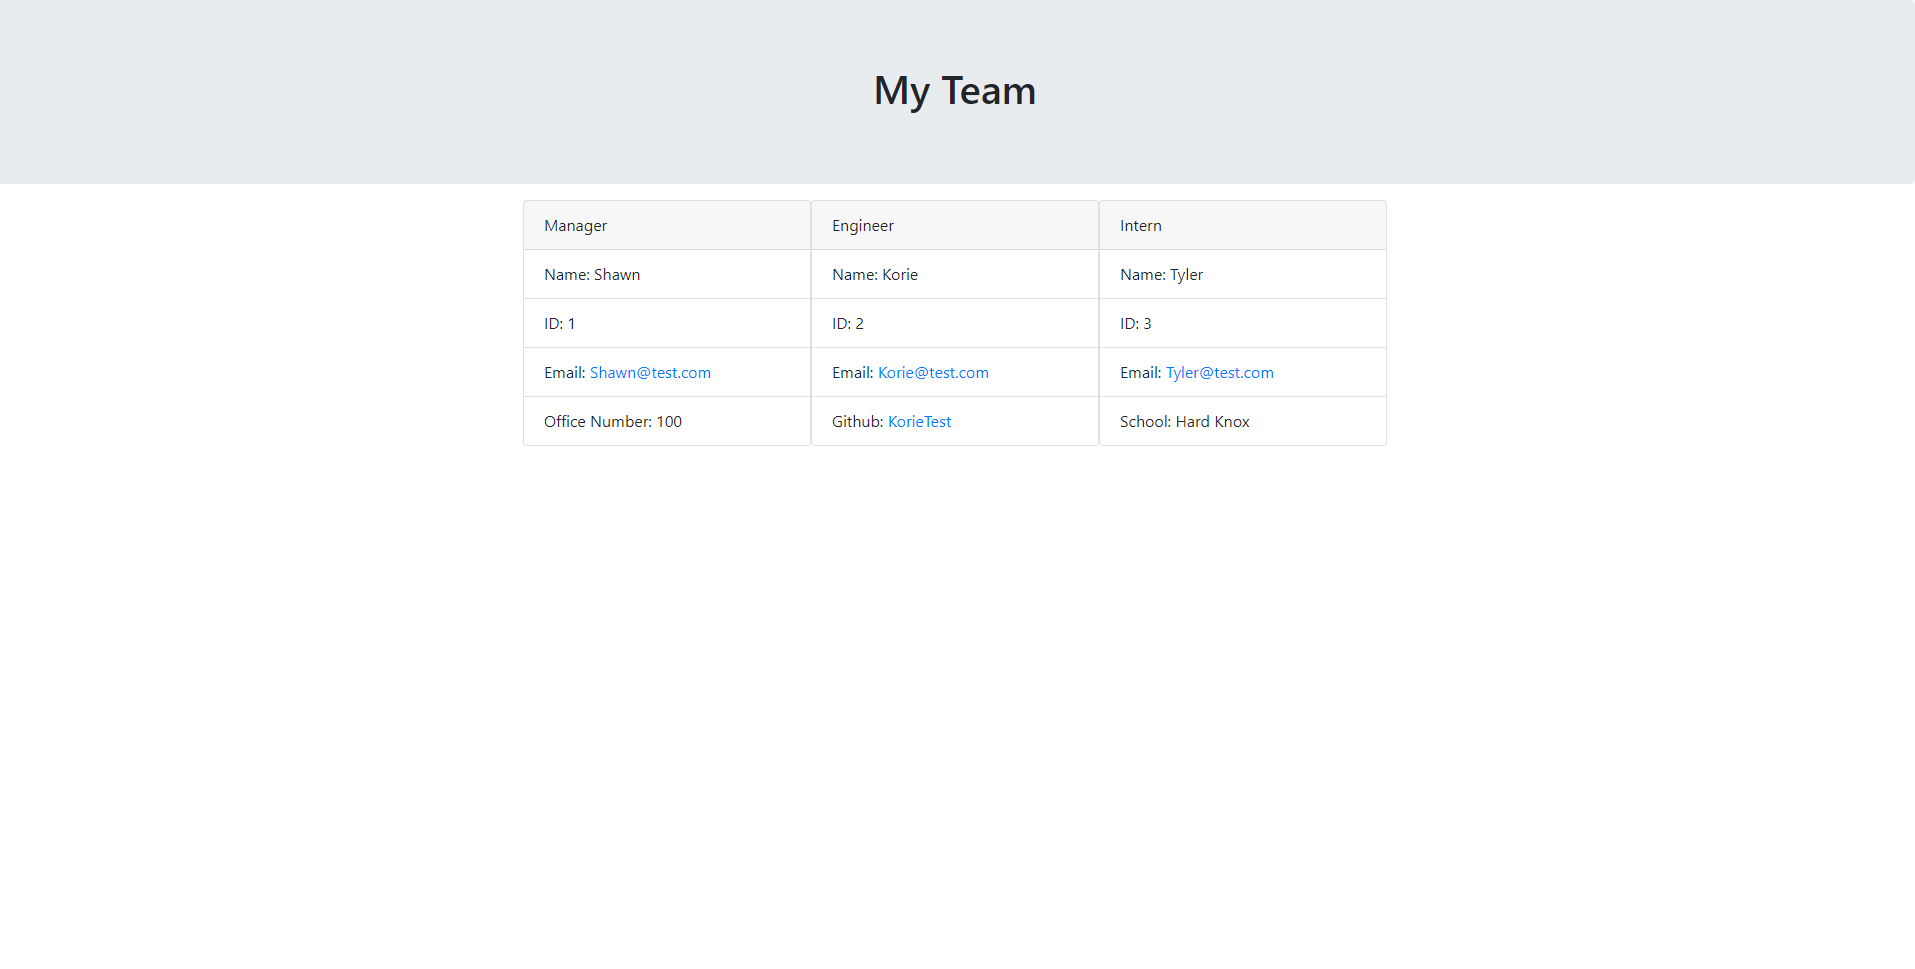 My Team
Manager
Name: Shawn
ID: 1
Email: Shawn@test.com
Office Number: 100
Engineer
Name: Korie
ID: 2
Email: Korie@test.com
Github: KorieTest
Intern
Name: Tyler
ID: 3
Email: Tyler@test.com
School: Hard Knox